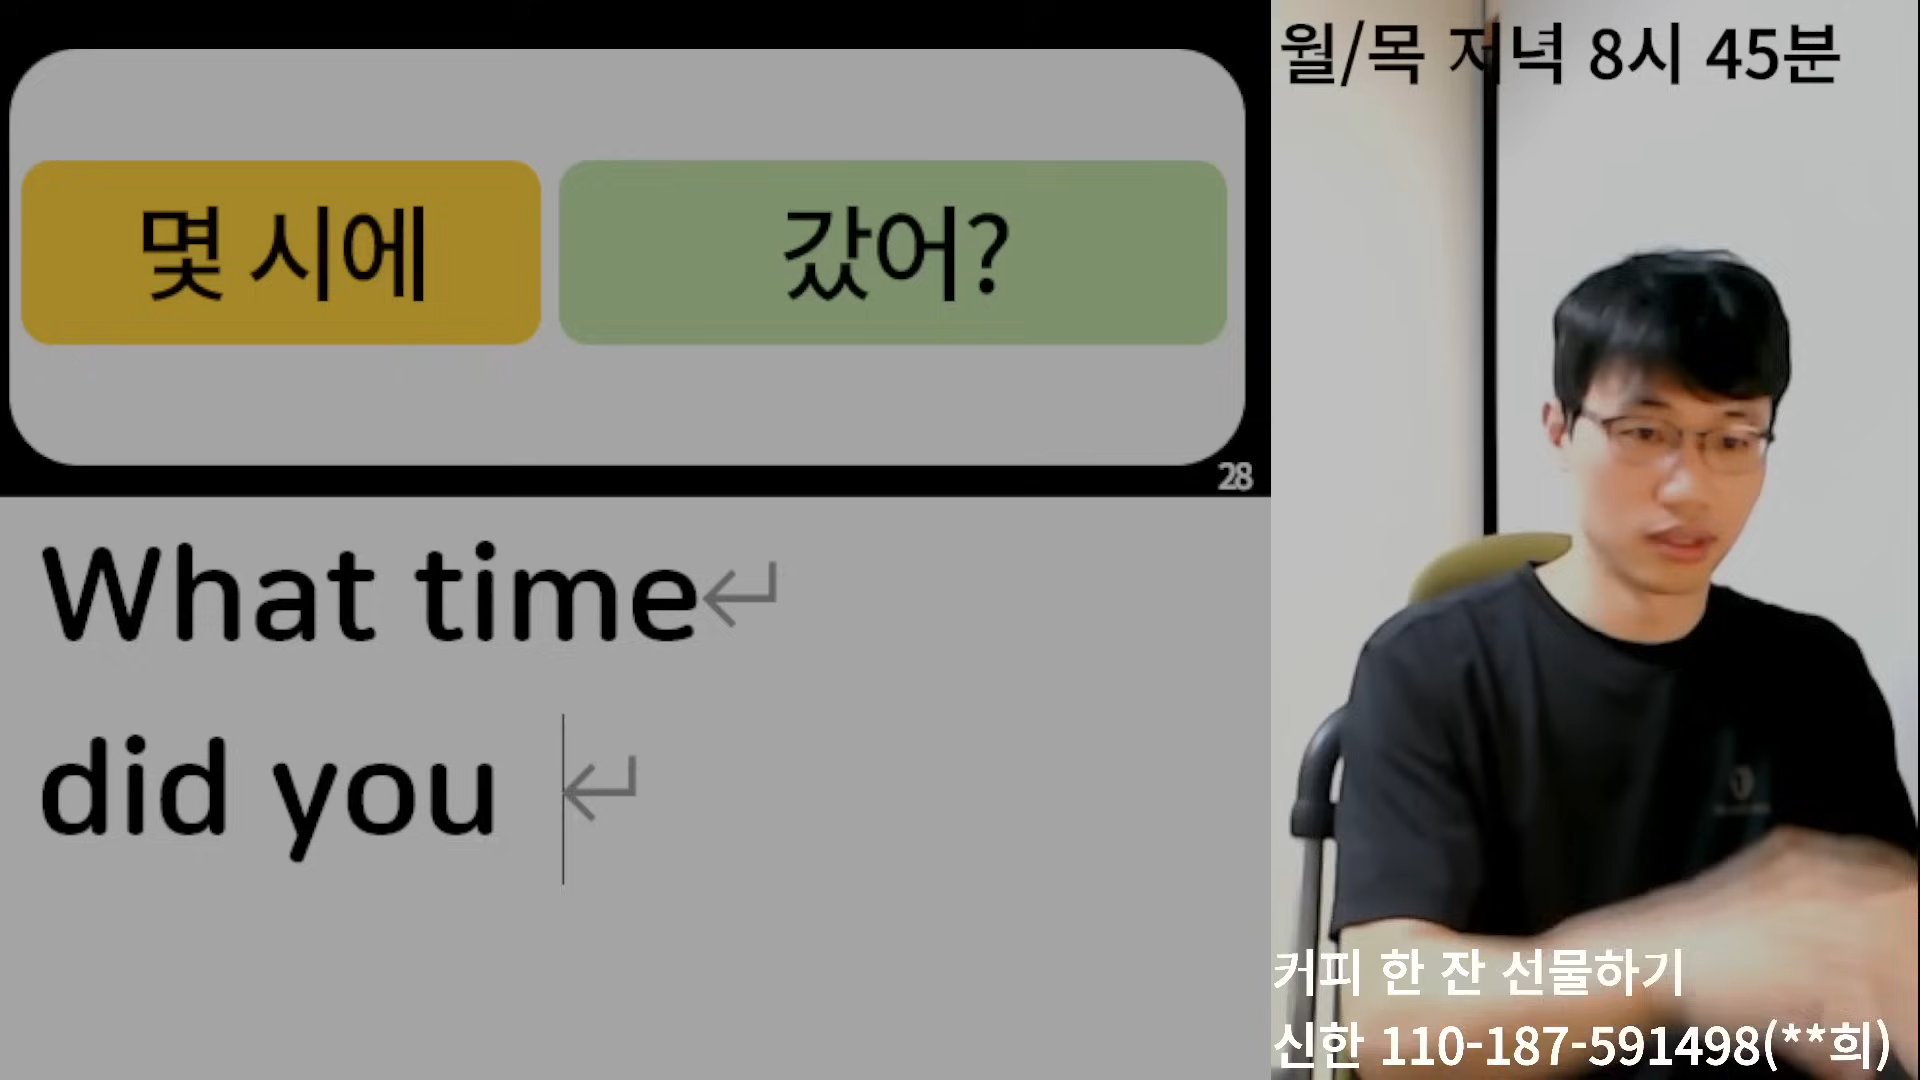 월/목 저녁 8시 45분
몇 시에 갔어?
28
What time
did you
커피 한 잔 선물하기
신한 110-187-591498(**희)